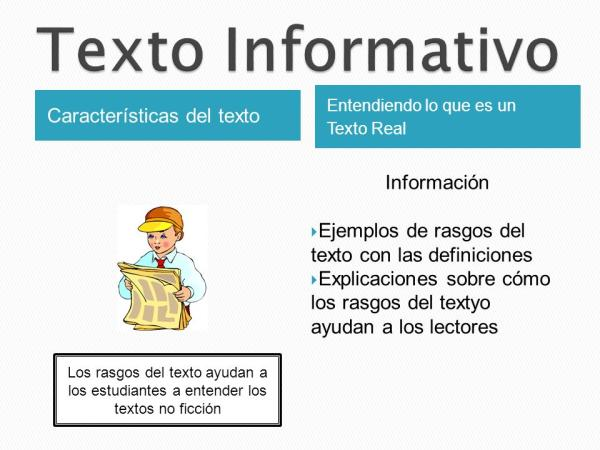 Texto Informativo
Características del texto
Entendiendo lo que es un
Texto Real
Los rasgos del texto ayudan a
los estudiantes a entender los
textos no ficción
Información
Ejemplos de rasgos del
texto con las definiciones
Explicaciones sobre cómo
los rasgos del textyo
ayudan a los lectores